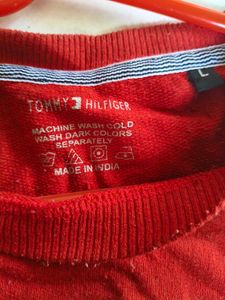 L
TOMMY HILFIGER
MACHINE WASH COLD
WASH DARK COLORS
SEPARATELY
MADE IN INDIA